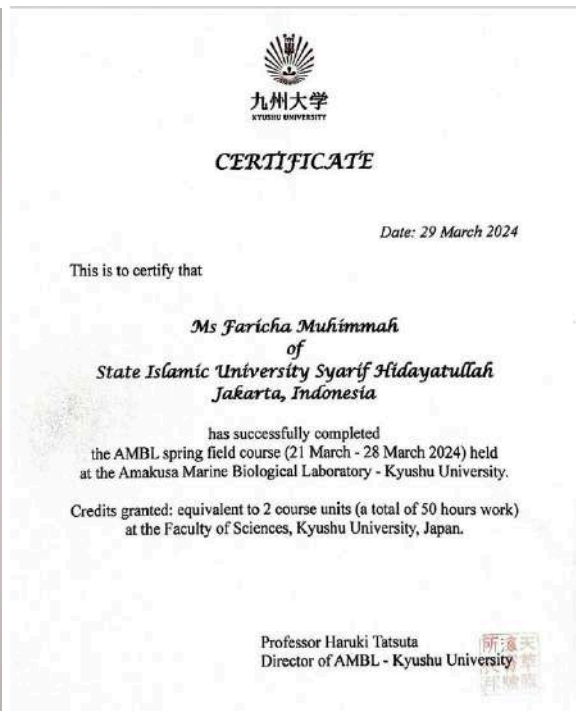 九州大学
KYUSHU UNIVERSITY
CERTIFICATE
Date: 29 March 2024
This is to certify that
Ms Faricha Muhimmah
of
State Islamic University Syarif Hidayatullah
Jakarta, Indonesia
has successfully completed
the AMBL spring field course (21 March - 28 March 2024) held
at the Amakusa Marine Biological Laboratory - Kyushu University.
Credits granted: equivalent to 2 course units (a total of 50 hours work)
at the Faculty of Sciences, Kyushu University, Japan.
Professor Haruki Tatsuta
Director of AMBL - Kyushu University